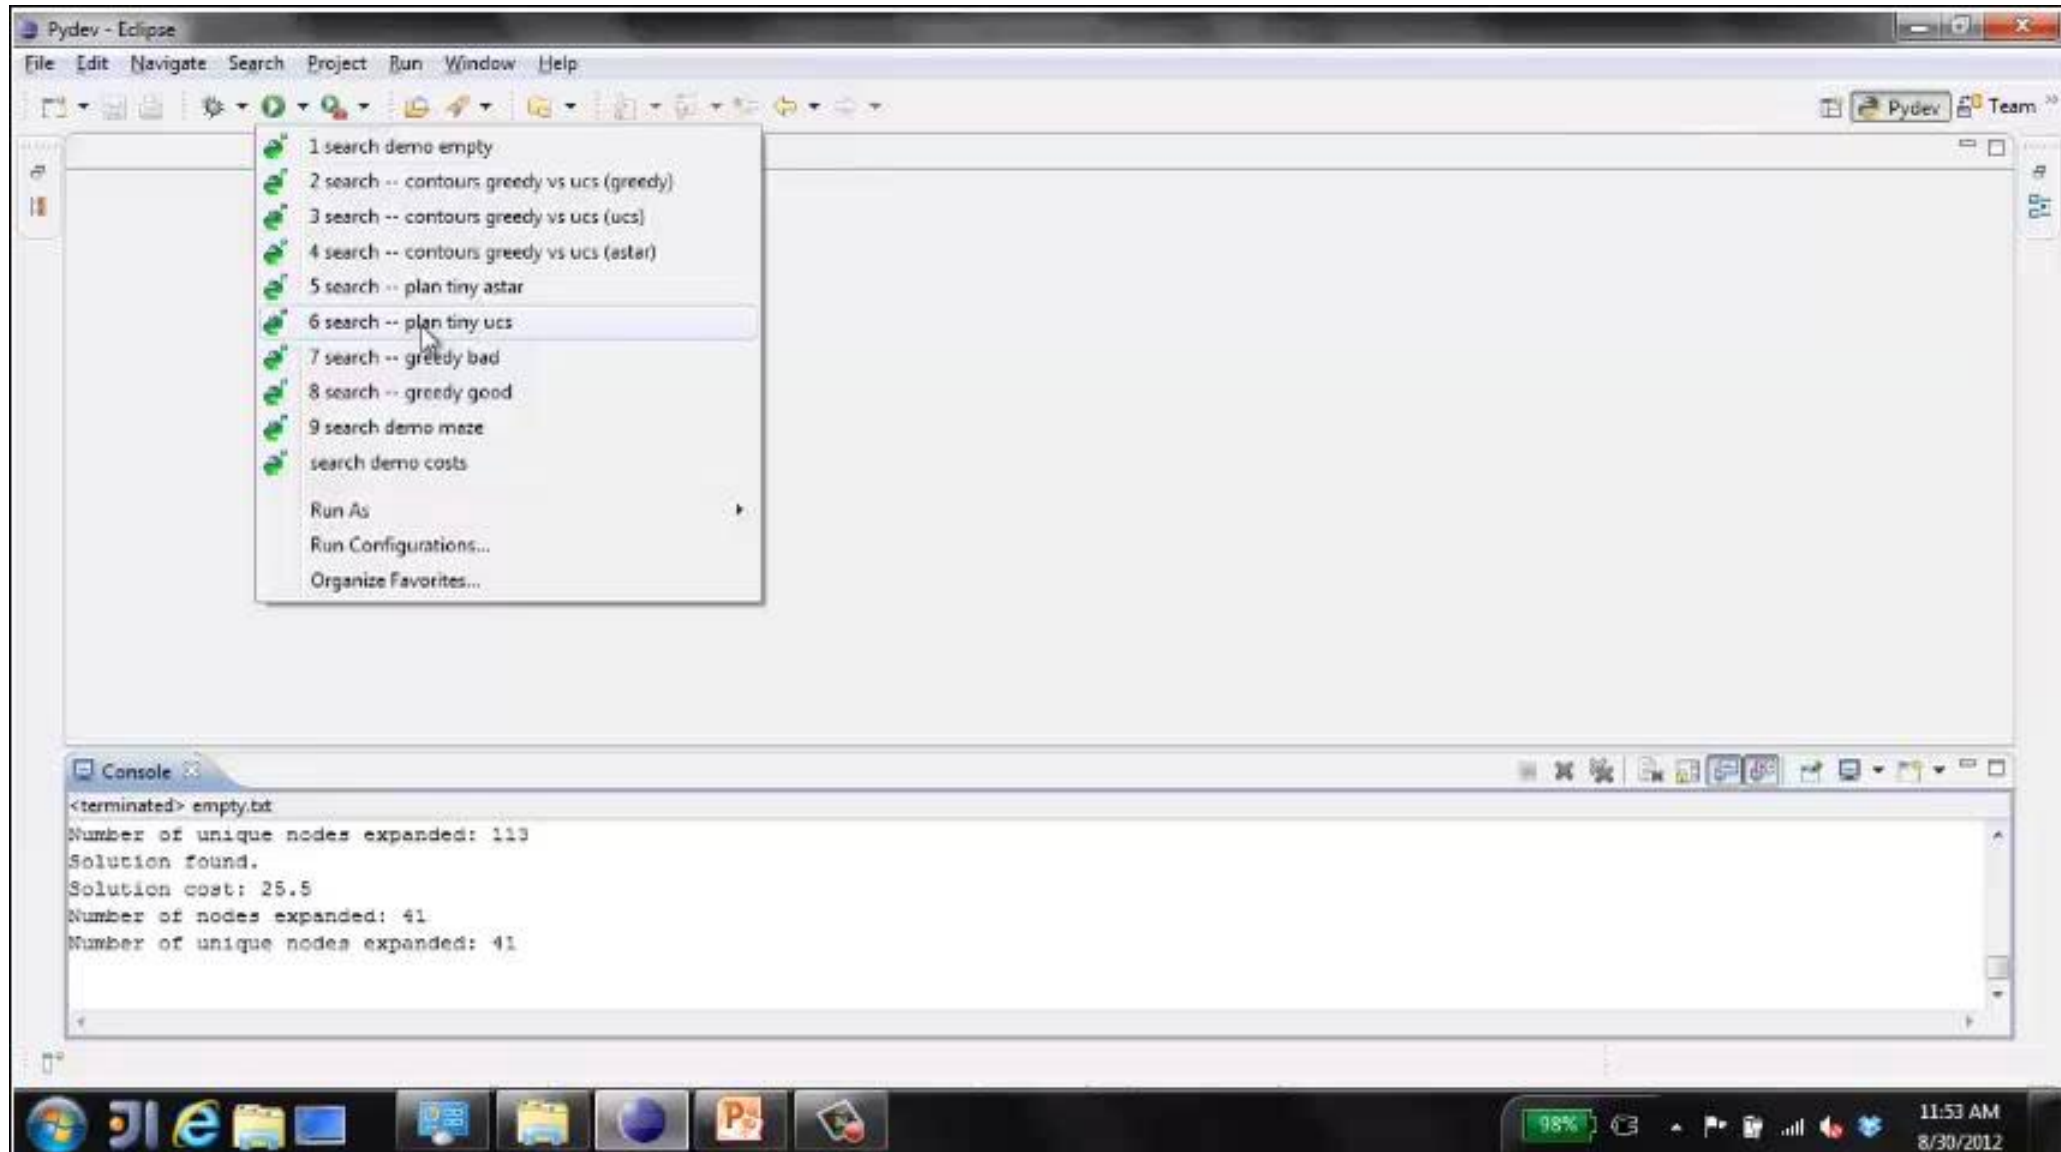 Pydev - Eclipse
File Edit Navigate Search Project Run Window Help
Pydev Team
1 search demo empty
2 search -- contours greedy vs ucs (greedy)
3 search -- contours greedy vs ucs (ucs)
4 search -- contours greedy vs ucs (astar)
5 search -- plan tiny astar
6 search -- plan tiny ucs
7 search -- greedy bad
8 search -- greedy good
9 search demo maze
search demo costs
Run As
Run Configurations...
Organize Favorites...
Console
<terminated> empty.txt
Number of unique nodes expanded: 113
Solution found.
Solution cost: 25.5
Number of nodes expanded: 41
Number of unique nodes expanded: 41
98%
11:53 AM
8/30/2012